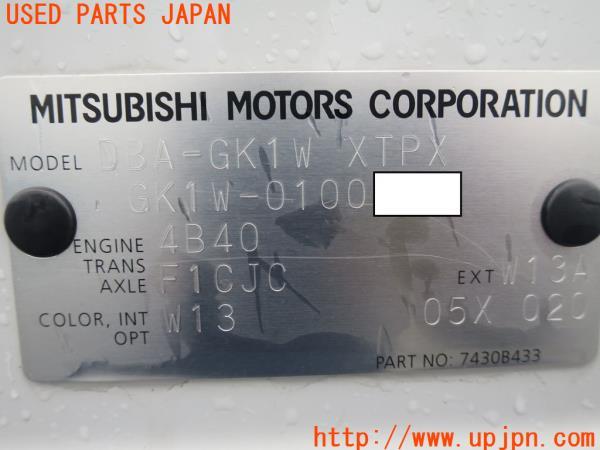 USED PARTS JAPAN
MITSUBISHI MOTORS CORPORATION
MODEL DBA-GK1W XTPX
GK1W-0100
ENGINE 4B40
TRANS AXLE F1CJC EXT W13A
COLOR, INT OPT W13 05X 020
PART NO: 7430B433
http://www.upjpn.com